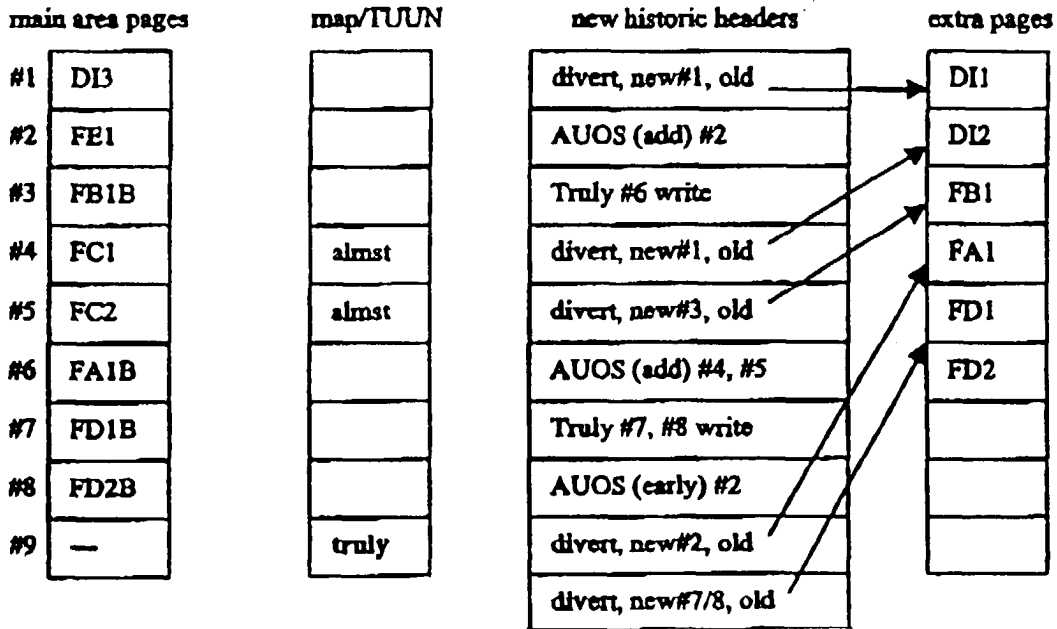 main area pages map/TUUN new historic headers extra pages
#1 DI3 divert, new#1, old DI1
#2 FE1 AUOS (add) #2 DI2
#3 FB1B Truly #6 write FB1
#4 FC1 almst divert, new#1, old FA1
#5 FC2 almst divert, new#3, old FD1
#6 FA1B AUOS (add) #4, #5 FD2
#7 FD1B Truly #7, #8 write
#8 FD2B AUOS (early) #2
#9 — truly divert, new#2, old
divert, new#7/8, old